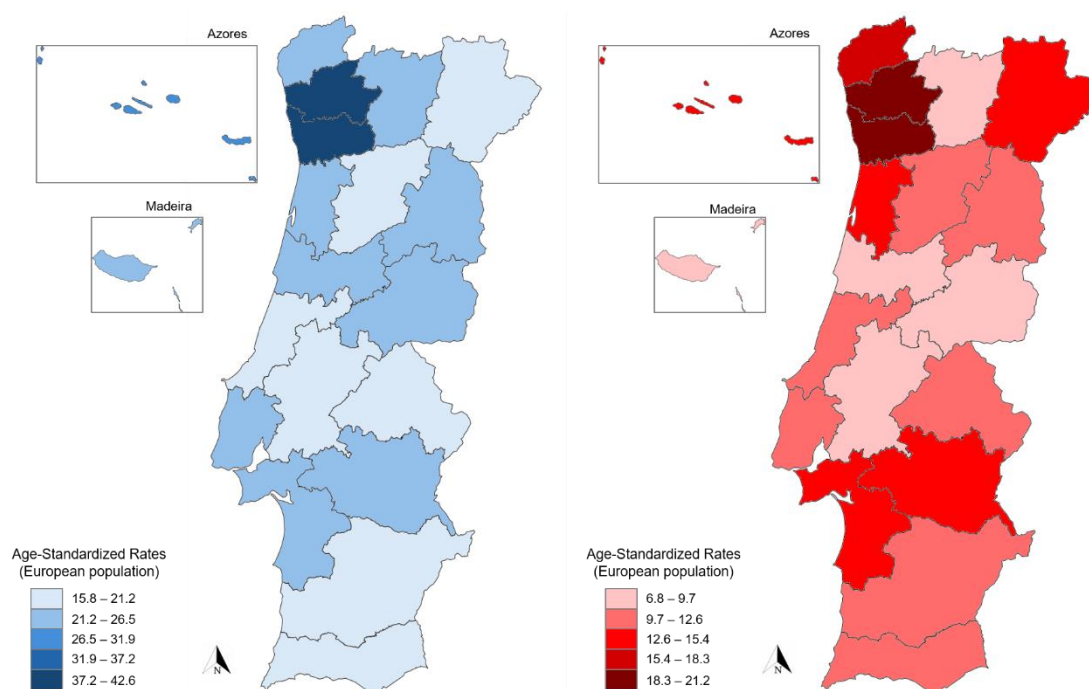 Azores
Madeira
Age-Standardized Rates
(European population)
15.8 – 21.2
21.2 – 26.5
26.5 – 31.9
31.9 – 37.2
37.2 – 42.6
N
Azores
Madeira
Age-Standardized Rates
(European population)
6.8 – 9.7
9.7 – 12.6
12.6 – 15.4
15.4 – 18.3
18.3 – 21.2
N